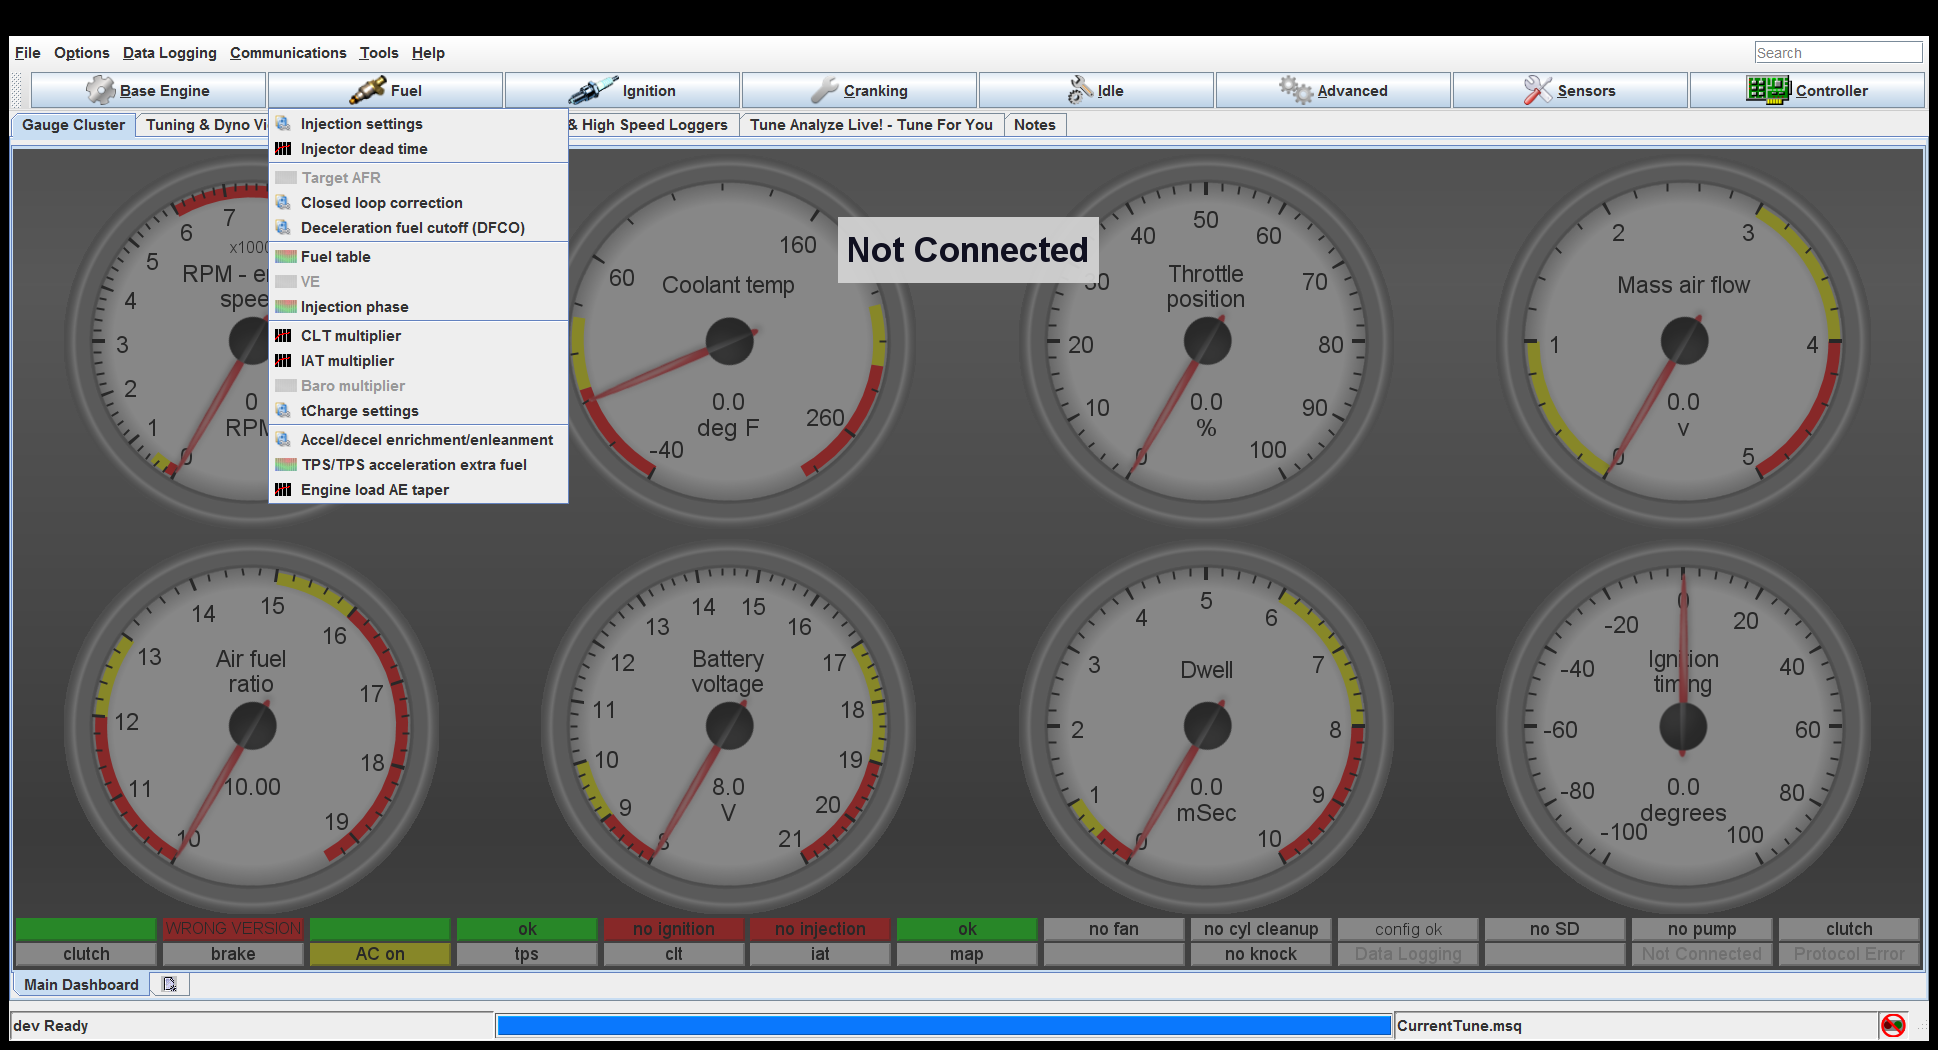 File Options Data Logging Communications Tools Help Search
Base Engine Fuel Ignition Cranking Idle Advanced Sensors Controller
Gauge Cluster Tuning & Dyno Vi & High Speed Loggers Tune Analyze Live! - Tune For You Notes
Injection settings
Injector dead time
Target AFR
Closed loop correction
Deceleration fuel cutoff (DFCO)
Fuel table
VE
Injection phase
CLT multiplier
IAT multiplier
Baro multiplier
tCharge settings
Accel/decel enrichment/enleanment
TPS/TPS acceleration extra fuel
Engine load AE taper
Not Connected
0 1 2 3 4 5 6 7
x1000
RPM - e
spee
0
RPM
-40 60 160 260
Coolant temp
0.0
deg F
0 10 20 30 40 50 60 70 80 90 100
Throttle
position
0.0
%
0 1 2 3 4 5
Mass air flow
0.0
v
10 11 12 13 14 15 16 17 18 19
Air fuel
ratio
10.00
8 9 10 11 12 13 14 15 16 17 18 19 20 21
Battery
voltage
8.0
V
0 1 2 3 4 5 6 7 8 9 10
Dwell
0.0
mSec
-100 -80 -60 -40 -20 0 20 40 60 80 100
Ignition
timing
0.0
degrees
WRONG VERSION ok no ignition no injection ok no fan no cyl cleanup config ok no SD no pump clutch
clutch brake AC on tps clt iat map no knock Data Logging Not Connected Protocol Error
Main Dashboard
dev Ready CurrentTune.msq